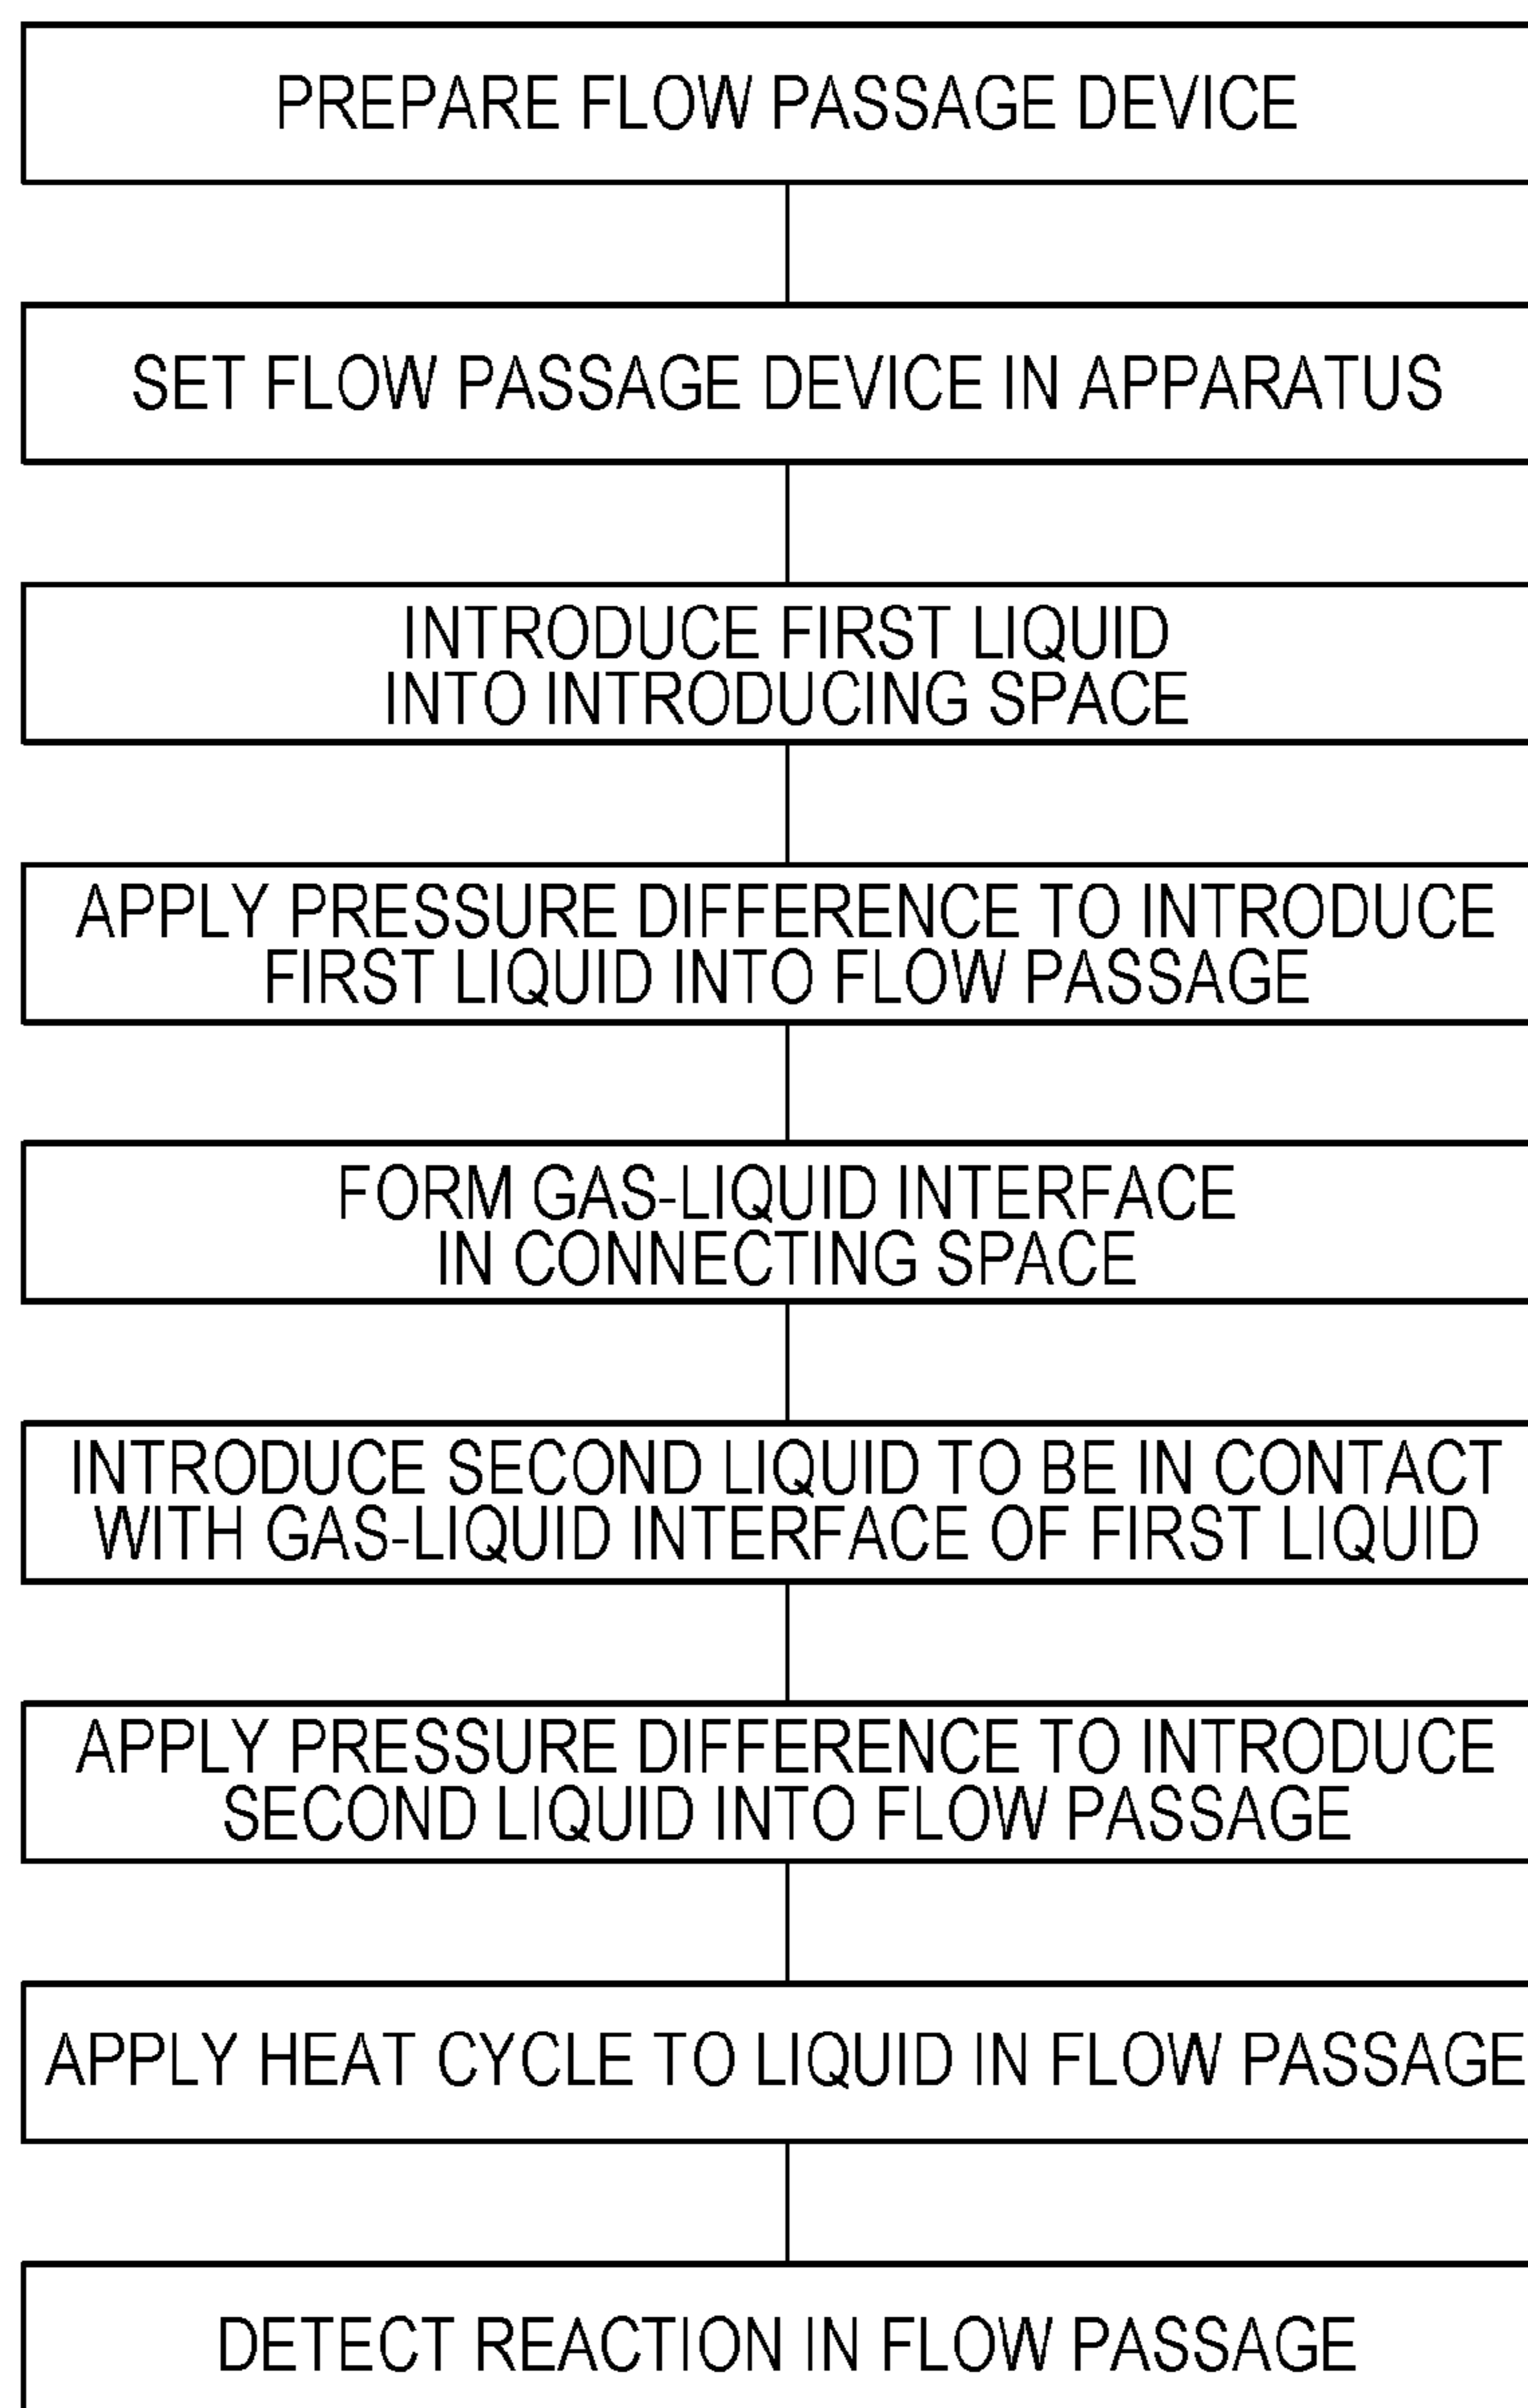 PREPARE FLOW PASSAGE DEVICE
SET FLOW PASSAGE DEVICE IN APPARATUS
INTRODUCE FIRST LIQUID
INTO INTRODUCING SPACE
APPLY PRESSURE DIFFERENCE TO INTRODUCE
FIRST LIQUID INTO FLOW PASSAGE
FORM GAS-LIQUID INTERFACE
IN CONNECTING SPACE
INTRODUCE SECOND LIQUID TO BE IN CONTACT
WITH GAS-LIQUID INTERFACE OF FIRST LIQUID
APPLY PRESSURE DIFFERENCE TO INTRODUCE
SECOND LIQUID INTO FLOW PASSAGE
APPLY HEAT CYCLE TO LIQUID IN FLOW PASSAGE
DETECT REACTION IN FLOW PASSAGE